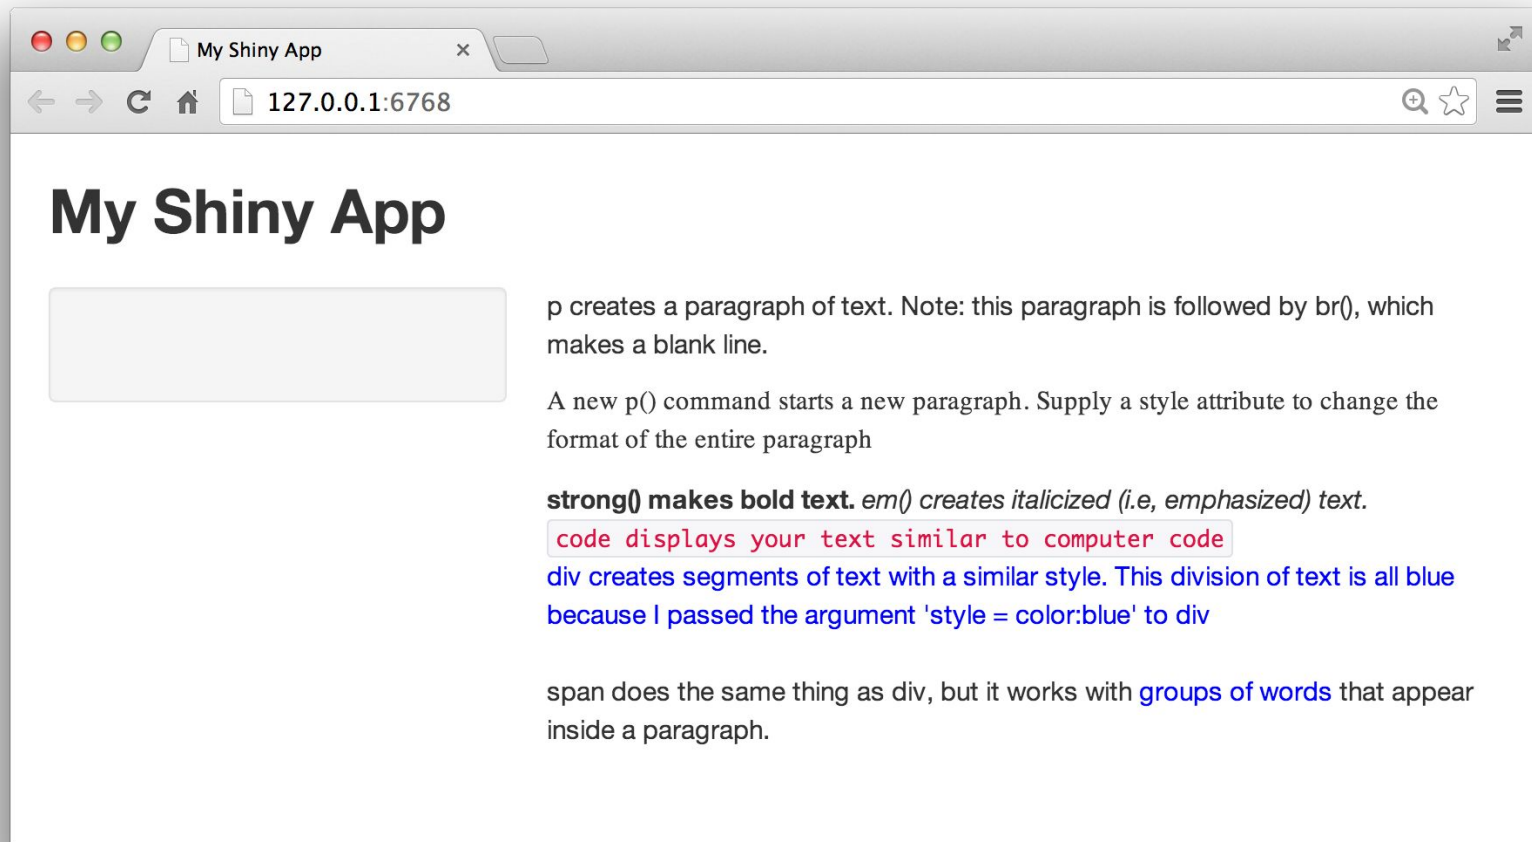 My Shiny App
127.0.0.1:6768
My Shiny App
p creates a paragraph of text. Note: this paragraph is followed by br(), which
makes a blank line.
A new p() command starts a new paragraph. Supply a style attribute to change the
format of the entire paragraph
strong() makes bold text. em() creates italicized (i.e, emphasized) text.
code displays your text similar to computer code
div creates segments of text with a similar style. This division of text is all blue
because I passed the argument 'style = color:blue' to div
span does the same thing as div, but it works with groups of words that appear
inside a paragraph.